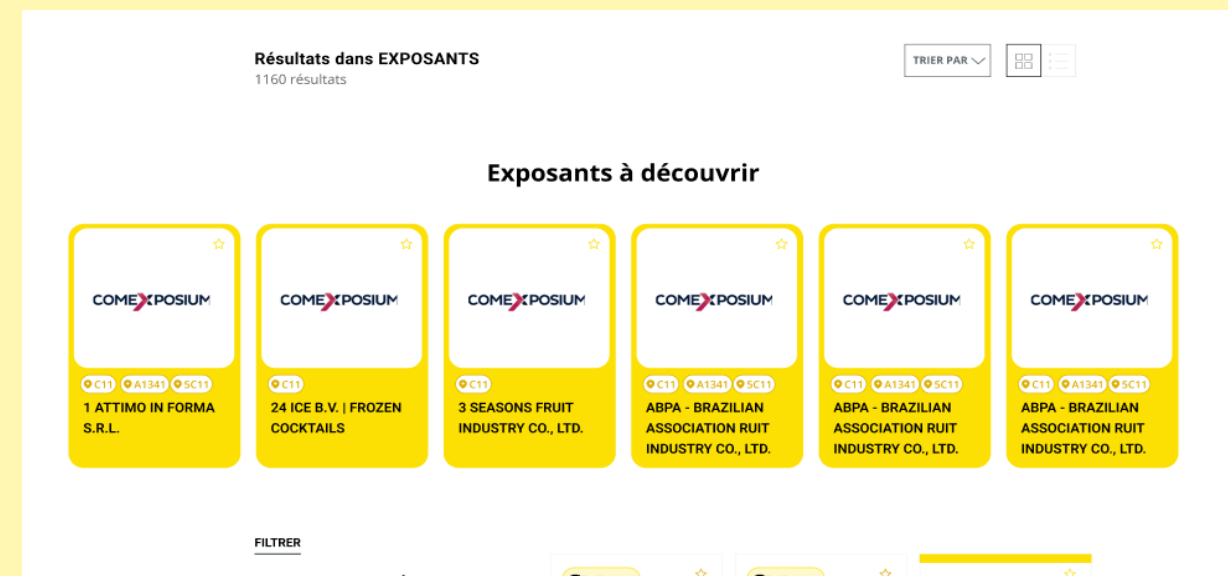 Résultats dans EXPOSANTS
1160 résultats
TRIER PAR
Exposants à découvrir
COMEXPOSIUM COMEXPOSIUM COMEXPOSIUM COMEXPOSIUM COMEXPOSIUM COMEXPOSIUM
C11 A1341 5C11
1 ATTIMO IN FORMA
S.R.L.
C11
24 ICE B.V. | FROZEN
COCKTAILS
C11
3 SEASONS FRUIT
INDUSTRY CO., LTD.
C11 A1341 5C11
ABPA - BRAZILIAN
ASSOCIATION RUIT
INDUSTRY CO., LTD.
C11 A1341 5C11
ABPA - BRAZILIAN
ASSOCIATION RUIT
INDUSTRY CO., LTD.
C11 A1341 5C11
ABPA - BRAZILIAN
ASSOCIATION RUIT
INDUSTRY CO., LTD.
FILTRER